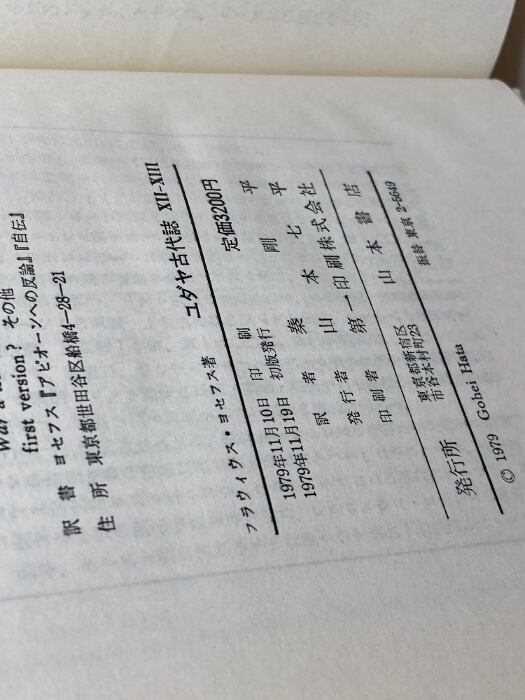 first version? その他
訳書 ヨセフス『アピオーンへの反論』『自伝』
住所 東京都世田谷区船橋4—28—21
ユダヤ古代誌 XII-XIII
フラウィウス・ヨセフス著 定価3200円
1979年11月10日 印刷
1979年11月19日 初版発行
訳者 秦剛平
発行者 山本七平
印刷者 第一印刷株式会社
発行所 東京都新宿区市谷本村町23 山本書店
振替 東京 2-6649
© 1979 Gohei Hata